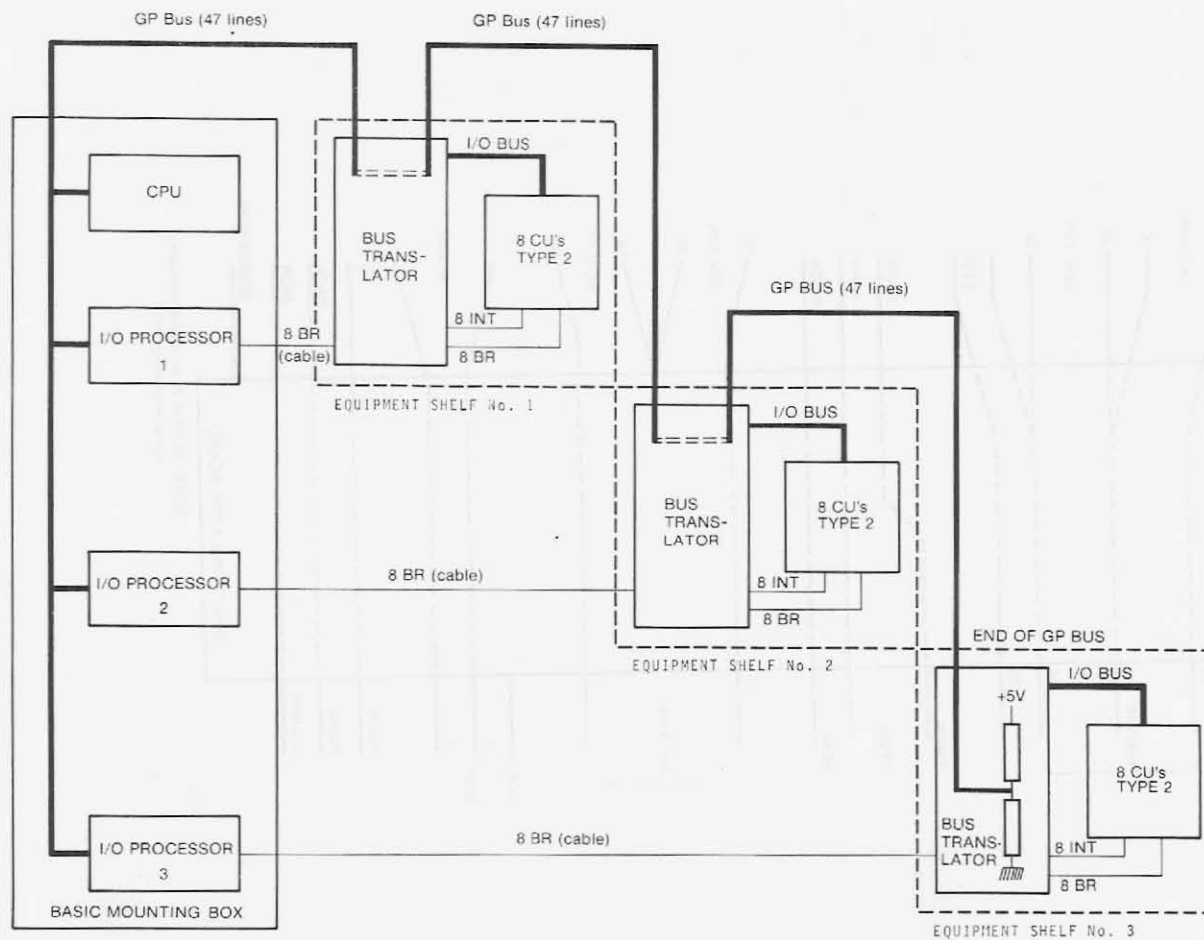 GP Bus (47 lines)
GP Bus (47 lines)
CPU
I/O BUS
BUS
TRANS-
LATOR
8 CU's
TYPE 2
8 INT
8 BR
I/O PROCESSOR
1
8 BR
(cable)
EQUIPMENT SHELF No. 1
GP BUS (47 lines)
I/O BUS
BUS
TRANS-
LATOR
8 CU's
TYPE 2
8 INT
8 BR
I/O PROCESSOR
2
8 BR (cable)
EQUIPMENT SHELF No. 2
END OF GP BUS
I/O BUS
+5V
8 CU's
TYPE 2
BUS
TRANS-
LATOR
8 INT
8 BR
I/O PROCESSOR
3
8 BR (cable)
BASIC MOUNTING BOX
EQUIPMENT SHELF No. 3